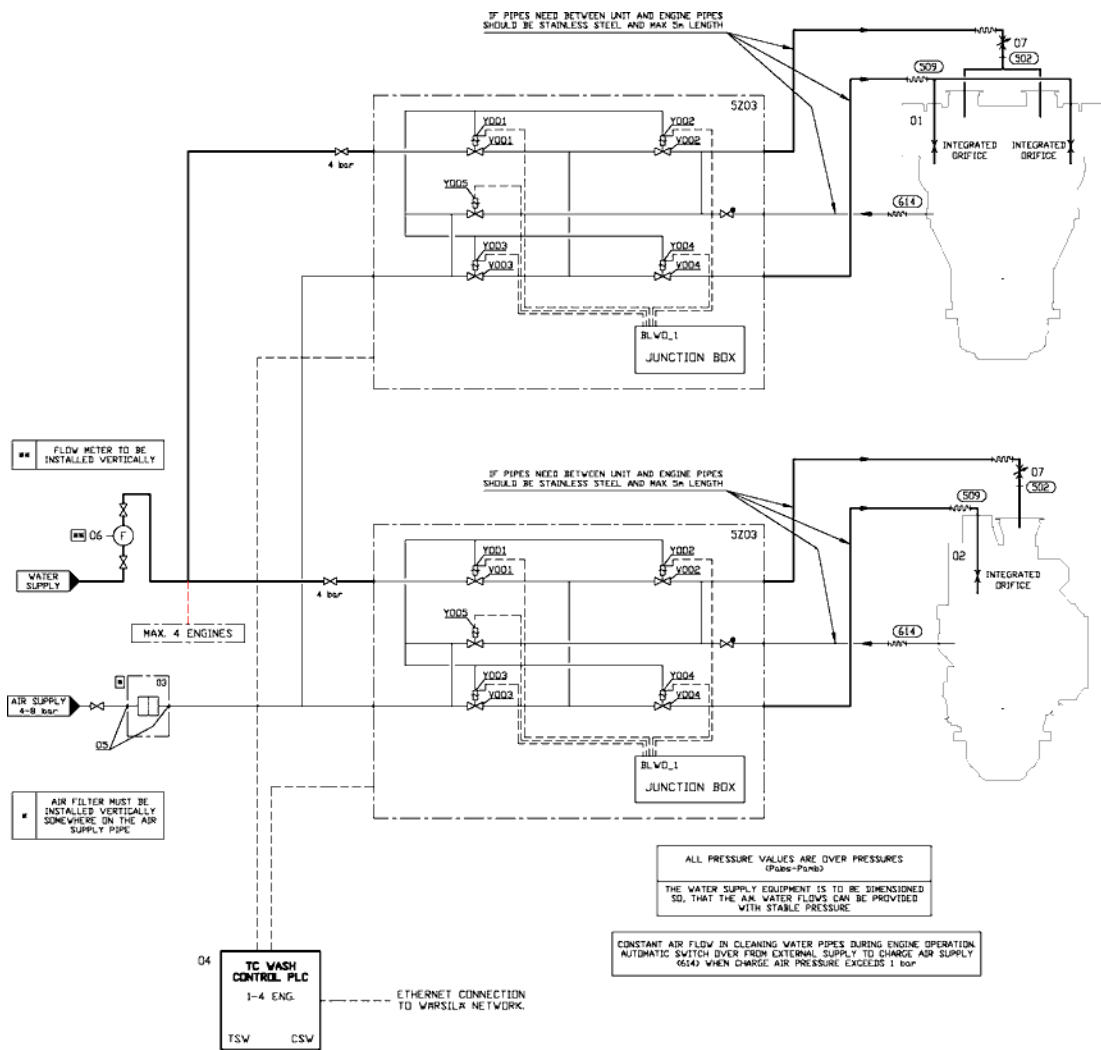 IF PIPES NEED BETWEEN UNIT AND ENGINE PIPES
SHOULD BE STAINLESS STEEL AND MAX 5m LENGTH
07
502
509
5Z03
01
Y001
V001
Y002
V002
4 bar
INTEGRATED
ORIFICE
INTEGRATED
ORIFICE
Y005
614
Y003
V003
Y004
V004
BLWD_1
JUNCTION BOX
** FLOW METER TO BE
INSTALLED VERTICALLY
IF PIPES NEED BETWEEN UNIT AND ENGINE PIPES
SHOULD BE STAINLESS STEEL AND MAX 5m LENGTH
07
502
509
5Z03
** 06
F
Y001
V001
Y002
V002
02
INTEGRATED
ORIFICE
WATER
SUPPLY
4 bar
Y005
MAX. 4 ENGINES
614
* 03
Y003
V003
Y004
V004
AIR SUPPLY
4-8 bar
05
BLWD_1
JUNCTION BOX
* AIR FILTER MUST BE
INSTALLED VERTICALLY
SOMEWHERE ON THE AIR
SUPPLY PIPE
ALL PRESSURE VALUES ARE OVER PRESSURES
(Pabs-Pamb)
THE WATER SUPPLY EQUIPMENT IS TO BE DIMENSIONED
SO, THAT THE A.M. WATER FLOWS CAN BE PROVIDED
WITH STABLE PRESSURE
CONSTANT AIR FLOW IN CLEANING WATER PIPES DURING ENGINE OPERATION.
AUTOMATIC SWITCH OVER FROM EXTERNAL SUPPLY TO CHARGE AIR SUPPLY
(614) WHEN CHARGE AIR PRESSURE EXCEEDS 1 bar
04
TC WASH
CONTROL PLC
1-4 ENG.
ETHERNET CONNECTION
TO WARSILA NETWORK.
TSW CSW